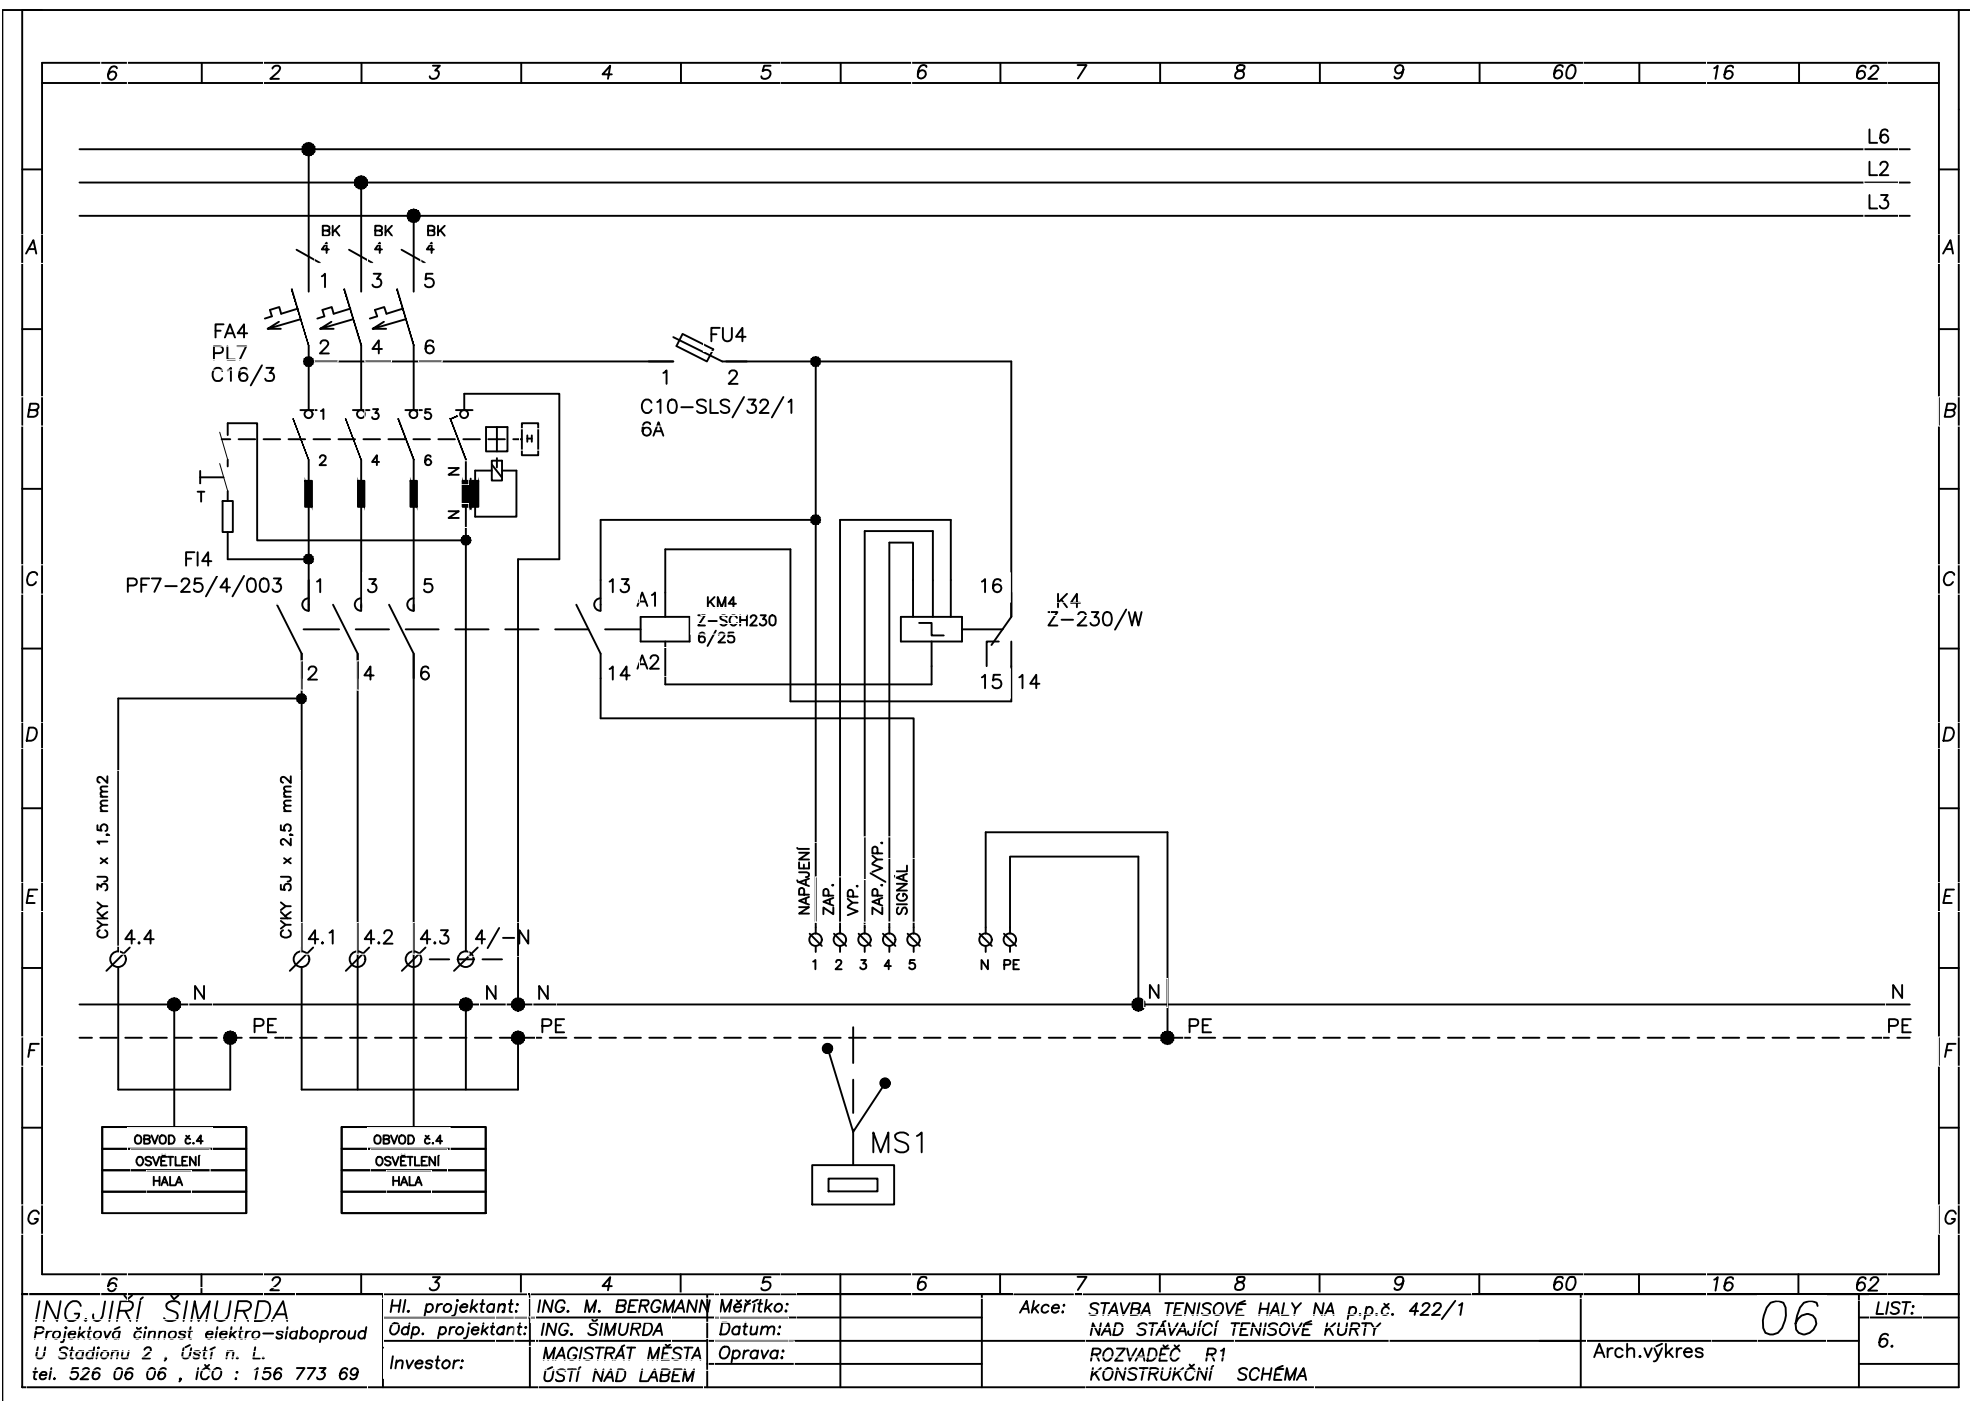 6 2 3 4 5 6 7 8 9 60 16 62
L6
L2
L3
BK BK BK
4 4 4
A A
1 3 5
FA4
PL7
C16/3
2 4 6
FU4
1 2
C10-SLS/32/1
6A
B B
1 3 5
H
2 4 6 N
T
N
FI4
PF7-25/4/003
C C
1 3 5 13 A1 16
KM4
Z-SCH230
6/25
K4
Z-230/W
2 4 6 14 A2 15 14
D D
CYKY 3J x 1,5 mm2
CYKY 5J x 2,5 mm2
NAPÁJENÍ
ZAP.
VYP.
ZAP./VYP.
SIGNÁL
E E
4.4 4.1 4.2 4.3 4/-N
1 2 3 4 5 N PE
N N N N N
PE PE PE PE
F F
MS1
OBVOD č.4 OBVOD č.4
OSVĚTLENÍ OSVĚTLENÍ
HALA HALA
G G
6 2 3 4 5 6 7 8 9 60 16 62
ING.JIŘÍ ŠIMURDA
Projektová činnost elektro-slaboproud
U Stadionu 2 , Ústí n. L.
tel. 526 06 06 , IČO : 156 773 69
Hl. projektant: ING. M. BERGMANN Měřítko:
Odp. projektant: ING. ŠIMURDA Datum:
Investor: MAGISTRÁT MĚSTA Oprava:
ÚSTÍ NAD LABEM
Akce: STAVBA TENISOVÉ HALY NA p.p.č. 422/1
NAD STÁVAJÍCÍ TENISOVÉ KURTY
ROZVADĚČ R1
KONSTRUKČNÍ SCHÉMA
06
Arch.výkres
LIST:
6.